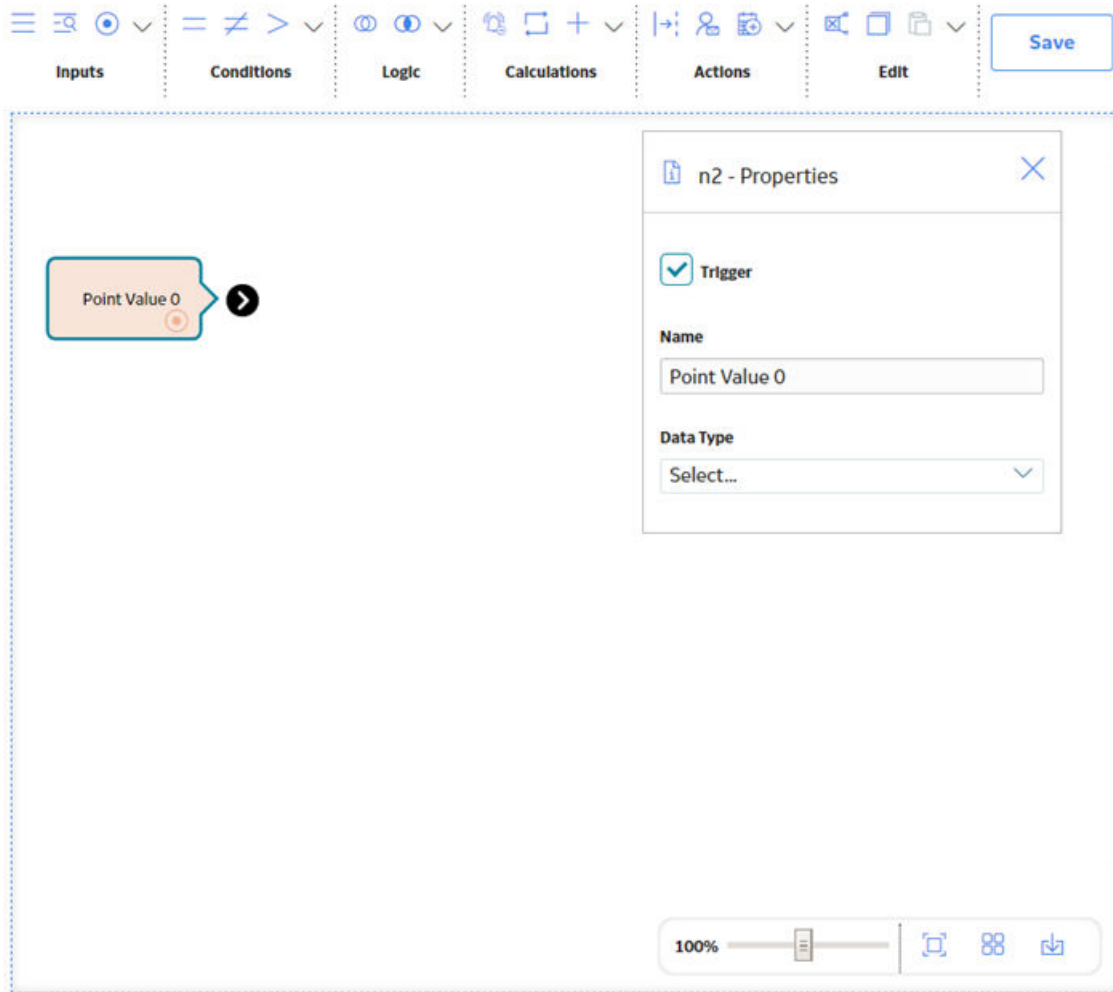 Save
Inputs Conditions Logic Calculations Actions Edit
n2 - Properties
Trigger
Point Value 0
Name
Point Value 0
Data Type
Select...
100%